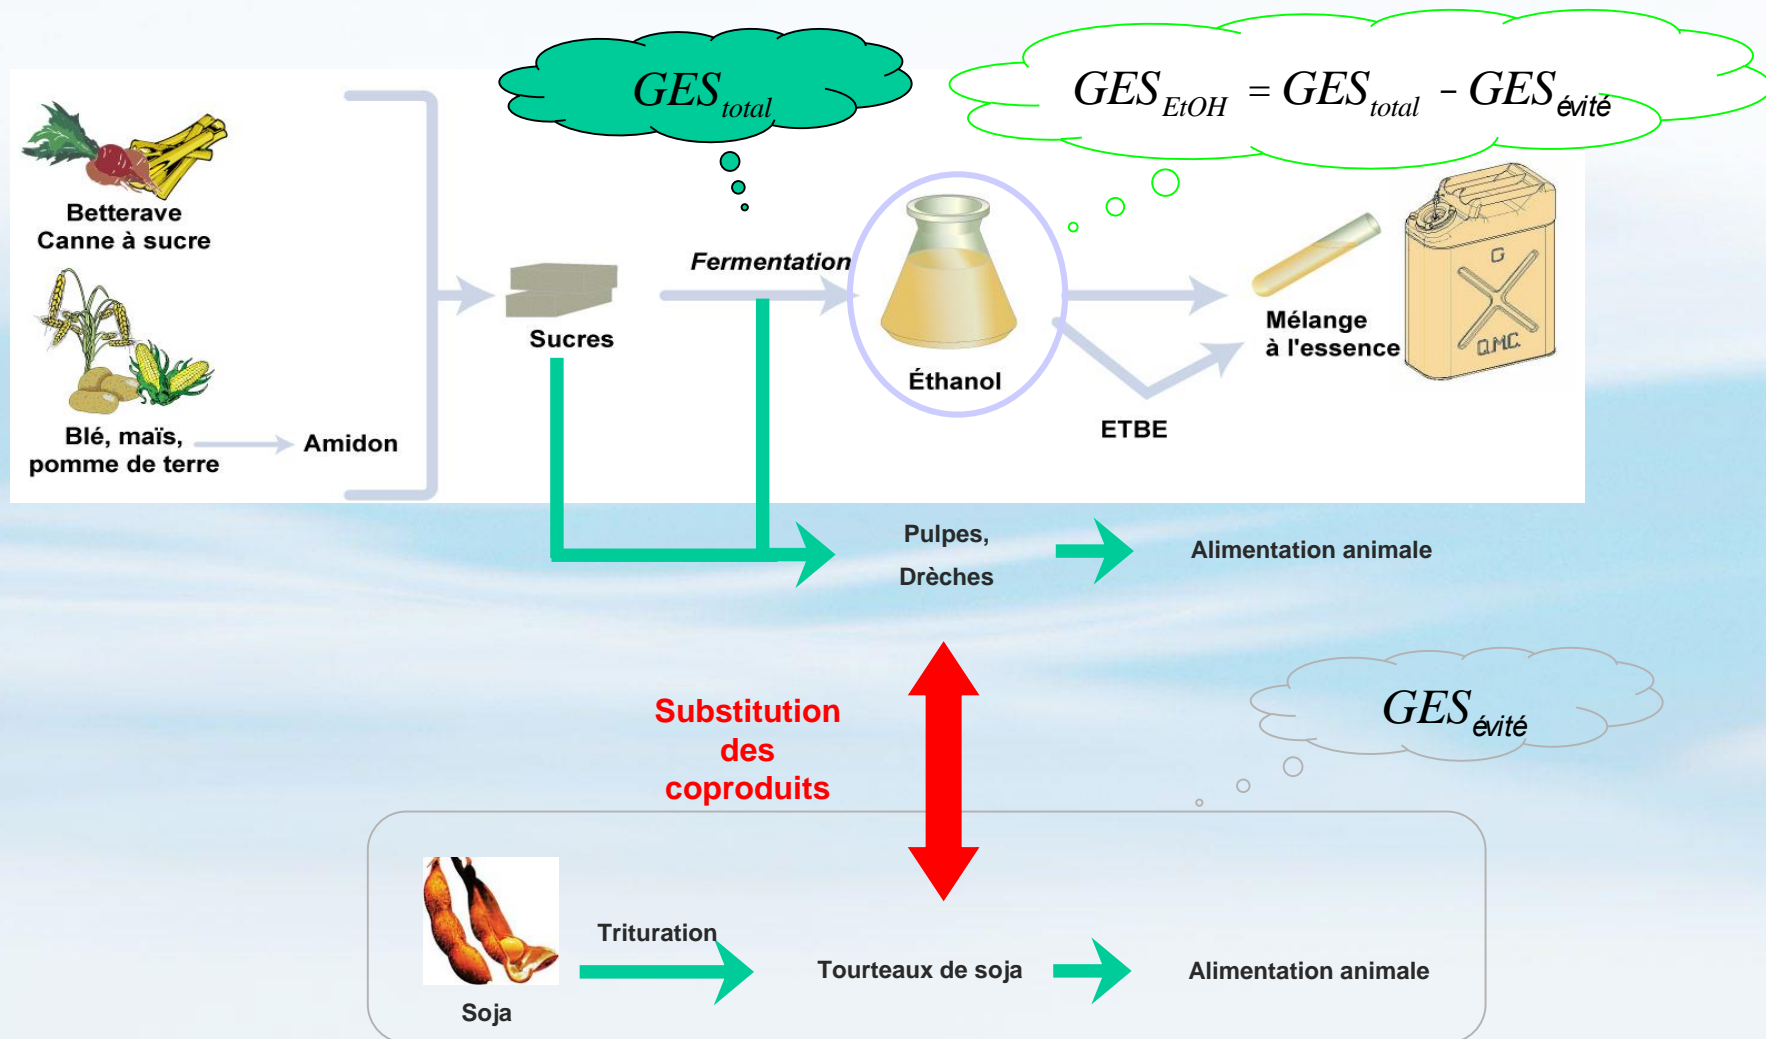 GES total
GES EtOH = GES total - GES évité
Betterave
Canne à sucre
Fermentation
Sucres
Éthanol
Mélange
à l'essence
G
Q.M.C.
ETBE
Blé, maïs,
pomme de terre
Amidon
Pulpes,
Drèches
Alimentation animale
Substitution
des
coproduits
GES évité
Trituration
Soja
Tourteaux de soja
Alimentation animale